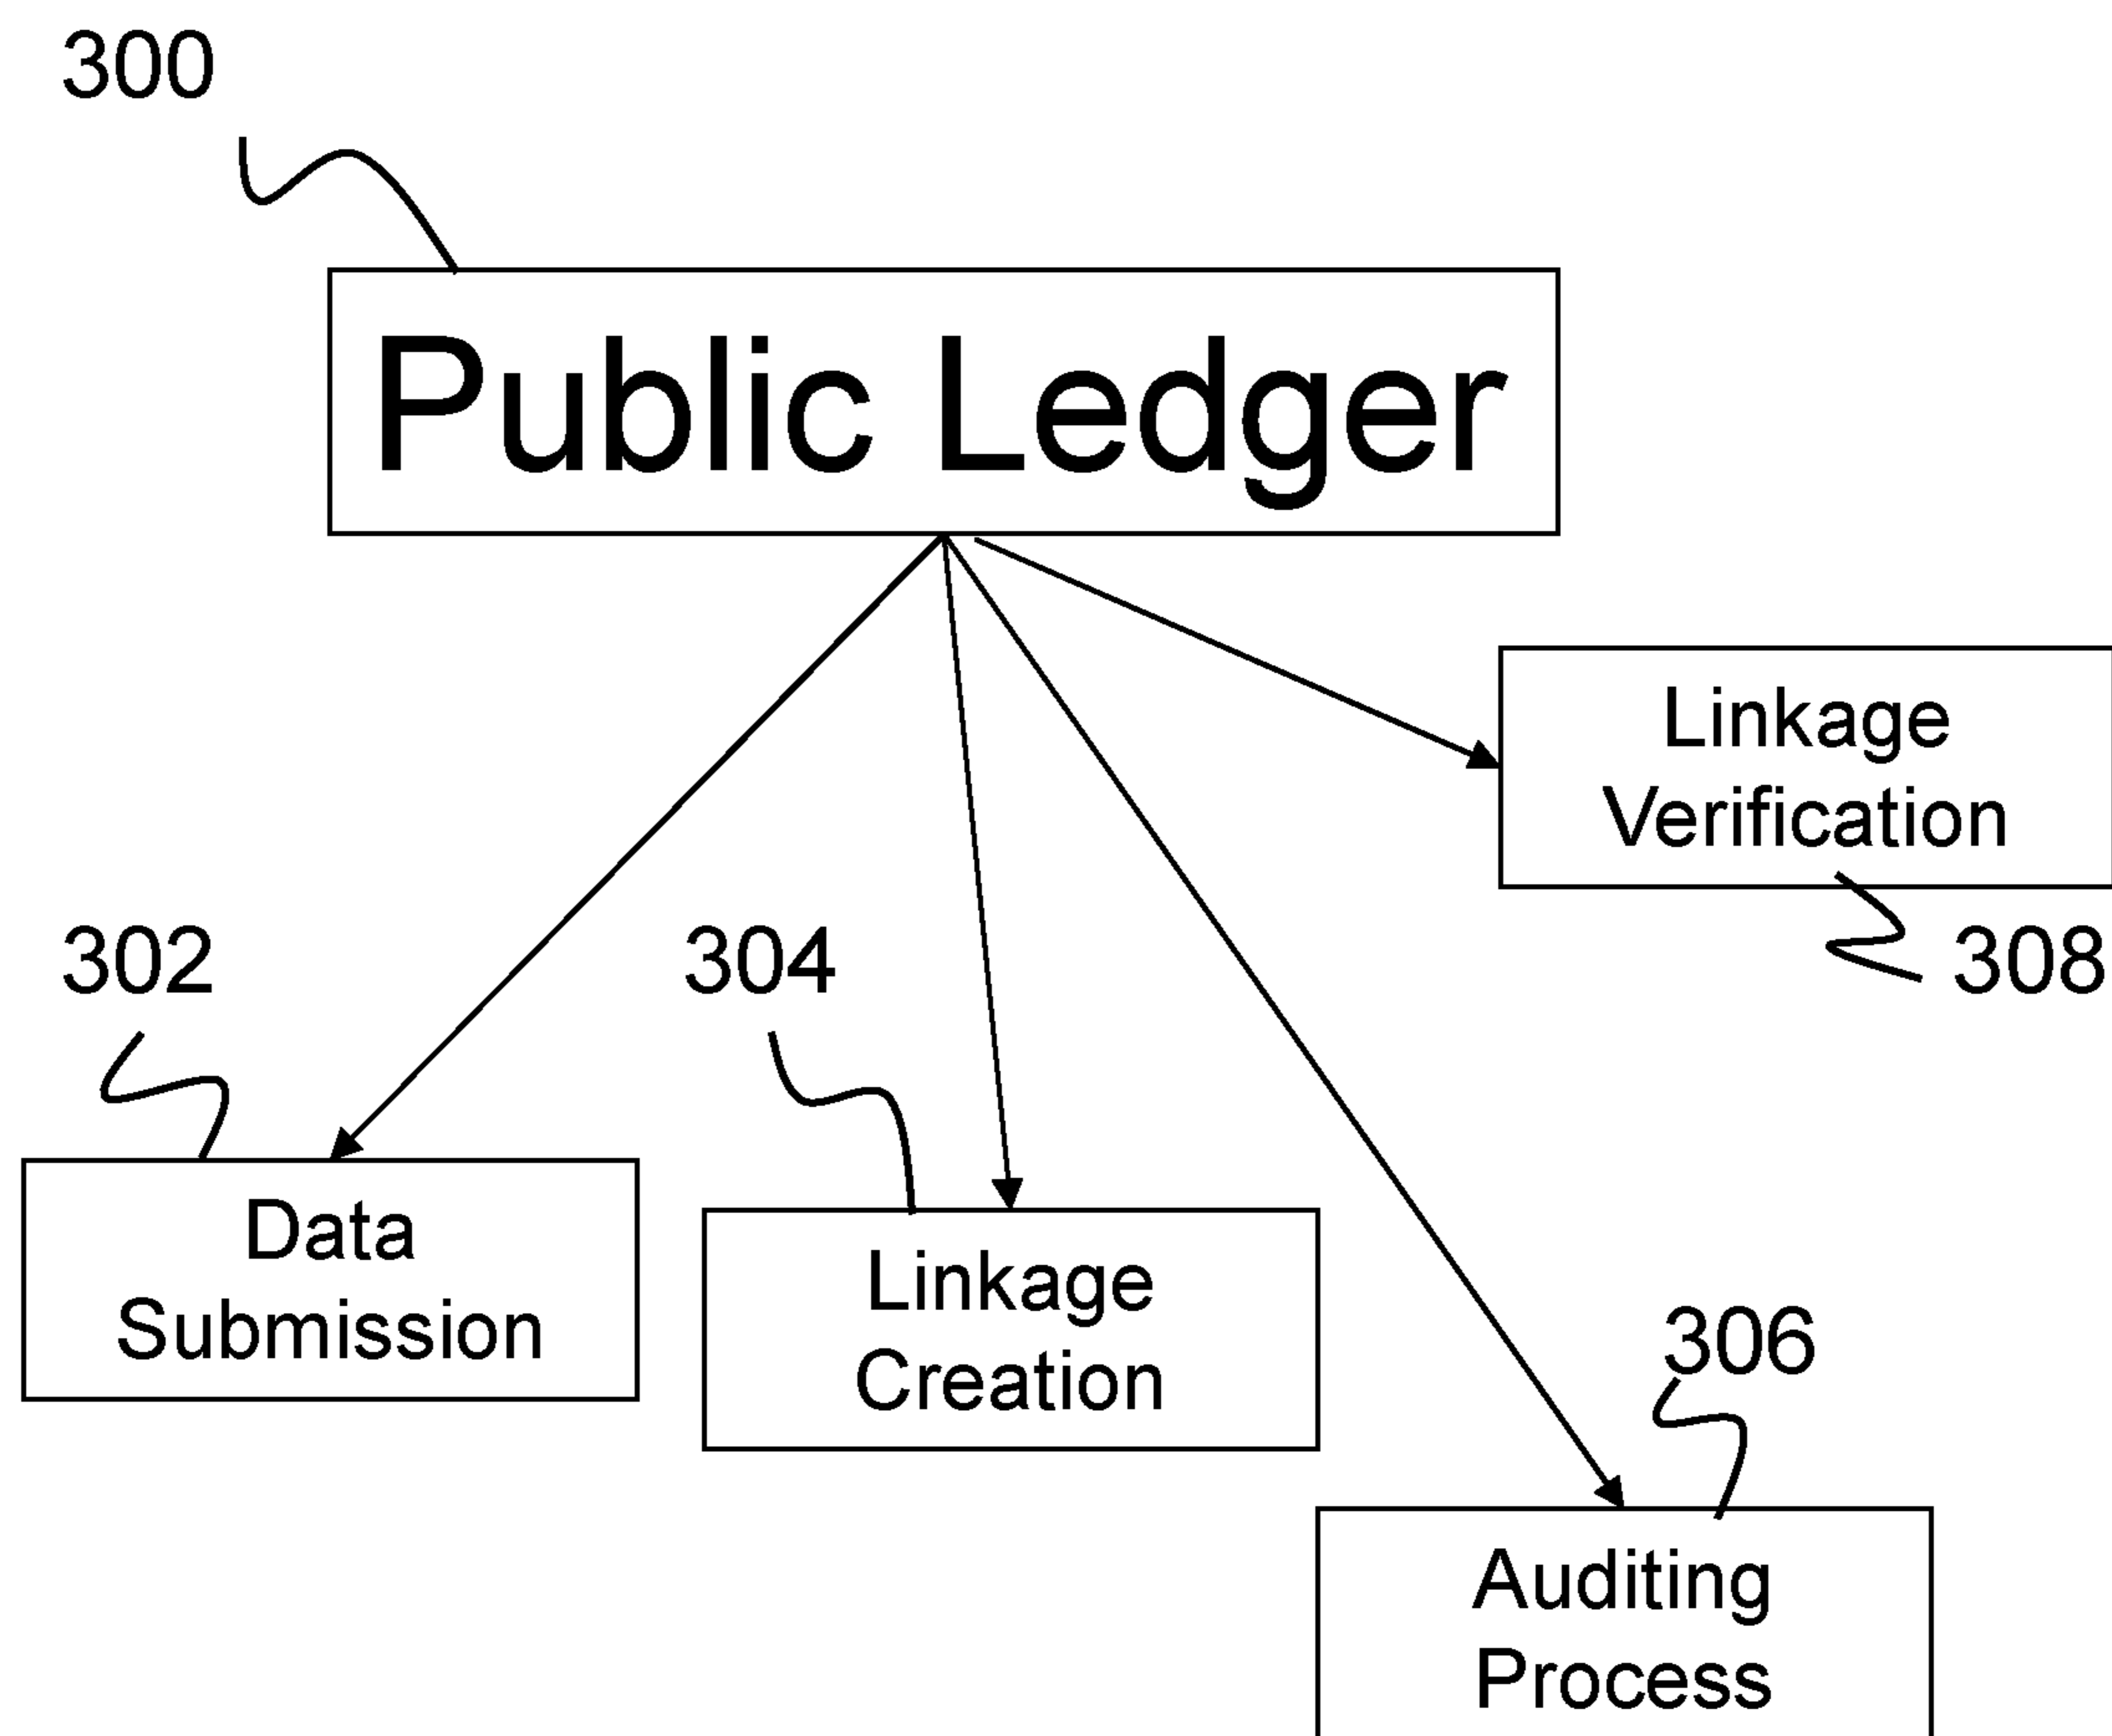 300
Public Ledger
Linkage
Verification
308
302
304
Data
Submission
Linkage
Creation
306
Auditing
Process